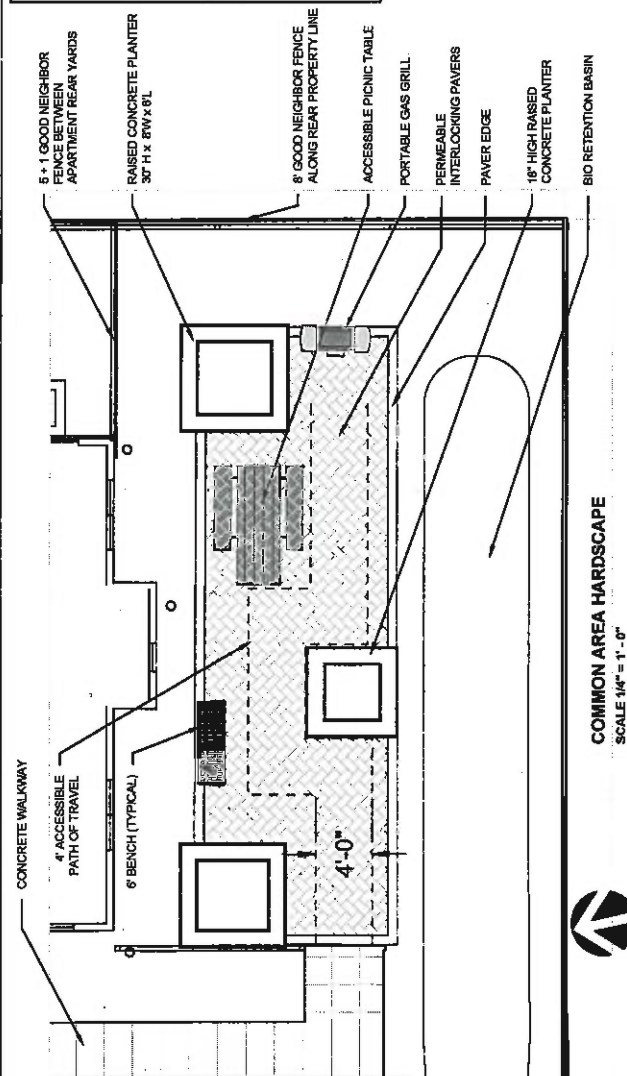 CONCRETE WALKWAY
4' ACCESSIBLE
PATH OF TRAVEL
6' BENCH (TYPICAL)
4'-0"
5 + 1 GOOD NEIGHBOR
FENCE BETWEEN
APARTMENT REAR YARDS
RAISED CONCRETE PLANTER
30" H x 8'W x 8'L
6' GOOD NEIGHBOR FENCE
ALONG REAR PROPERTY LINE
ACCESSIBLE PICNIC TABLE
PORTABLE GAS GRILL
PERMEABLE
INTERLOCKING PAVERS
PAVER EDGE
18" HIGH RAISED
CONCRETE PLANTER
BIO RETENTION BASIN
COMMON AREA HARDSCAPE
SCALE 1/4" = 1' - 0"